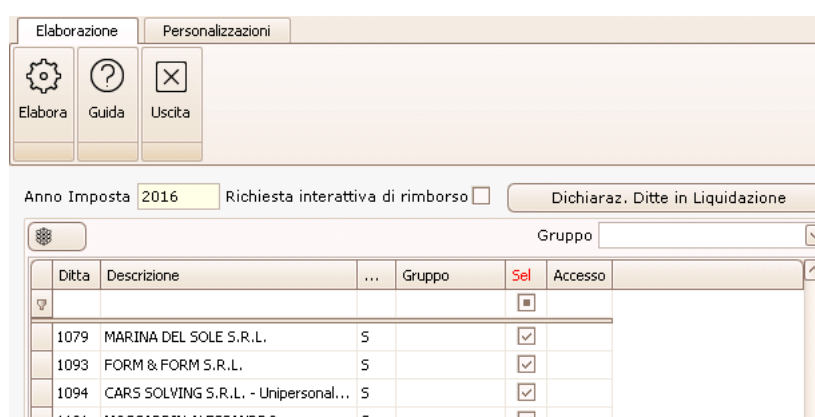 Elaborazione Personalizzazioni
Elabora Guida Uscita
Anno Imposta 2016 Richiesta interattiva di rimborso Dichiaraz. Ditte in Liquidazione
Gruppo
Ditta Descrizione ... Gruppo Sel Accesso
1079 MARINA DEL SOLE S.R.L. S
1093 FORM & FORM S.R.L. S
1094 CARS SOLVING S.R.L. - Unipersonal... S